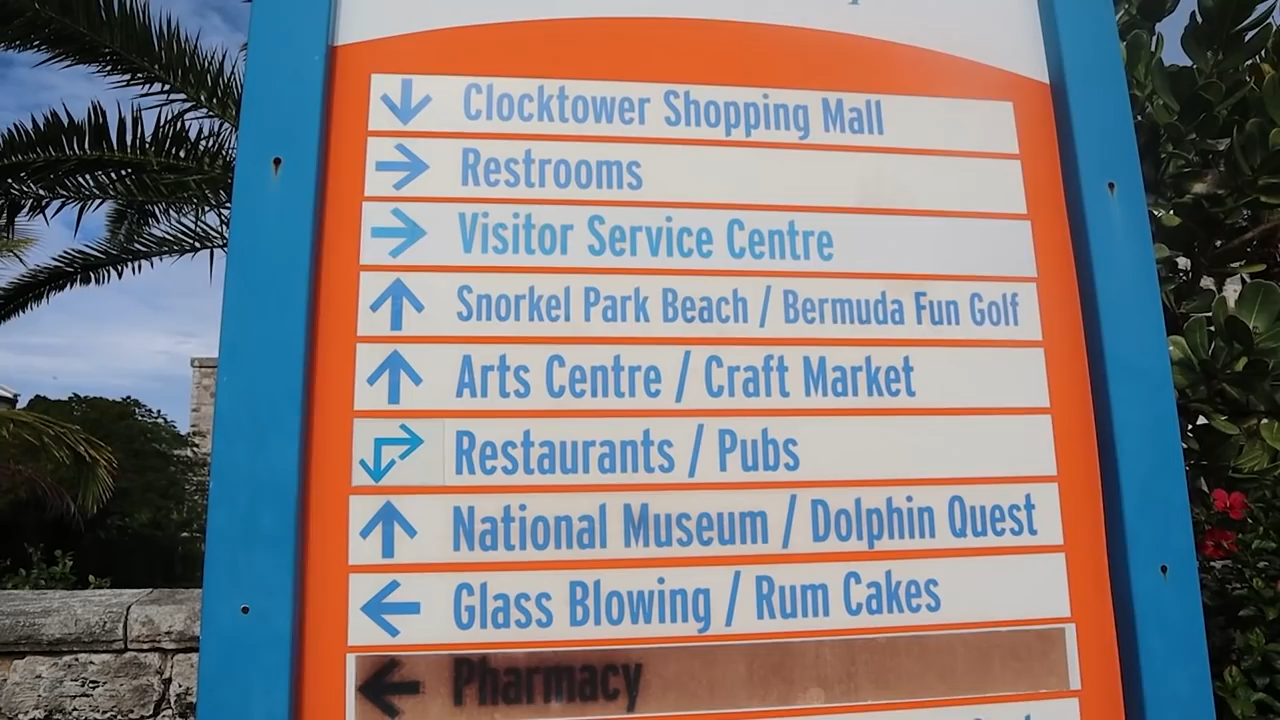 Clocktower Shopping Mall
Restrooms
Visitor Service Centre
Snorkel Park Beach / Bermuda Fun Golf
Arts Centre / Craft Market
Restaurants / Pubs
National Museum / Dolphin Quest
Glass Blowing / Rum Cakes
Pharmacy